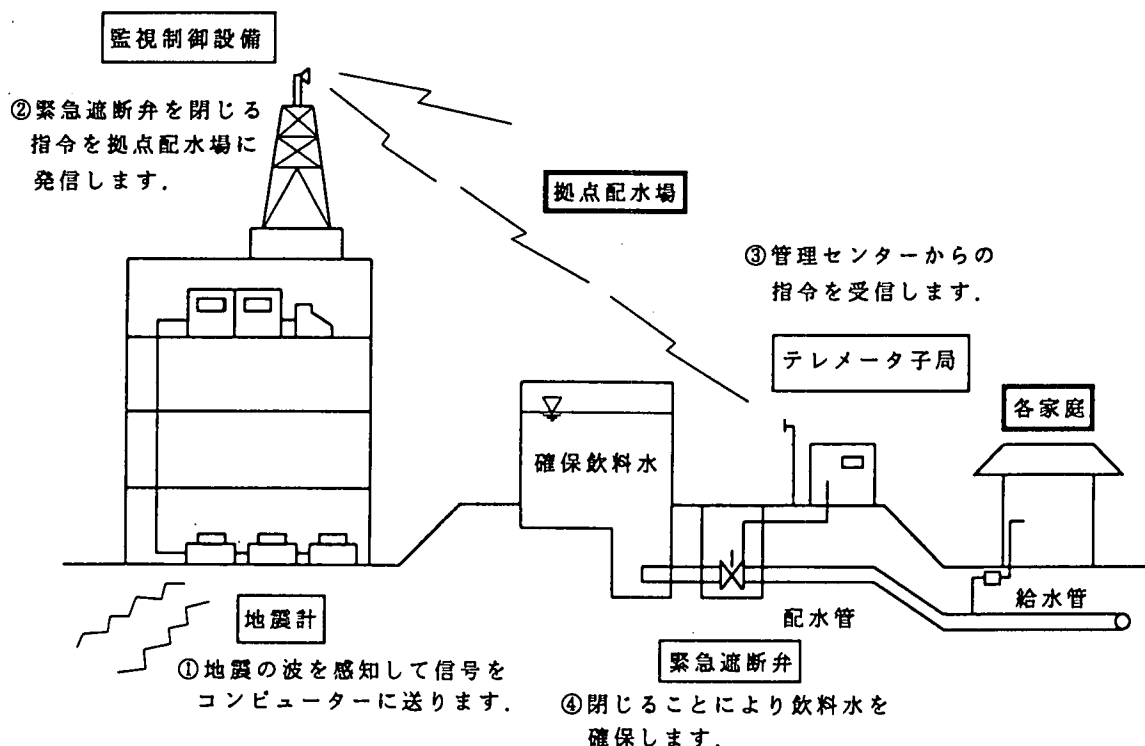 監視制御設備
②緊急遮断弁を閉じる
指令を拠点配水場に
発信します．
拠点配水場
③管理センターからの
指令を受信します．
テレメータ子局
各家庭
確保飲料水
地震計
①地震の波を感知して信号を
コンピューターに送ります．
配水管
給水管
緊急遮断弁
④閉じることにより飲料水を
確保します．